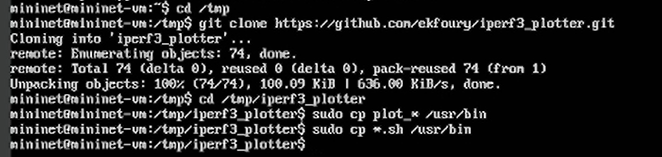 mininet@mininet-vm:~$ cd /tmp
mininet@mininet-vm:/tmp$ git clone https://github.com/ekfoury/iperf3_plotter.git
Cloning into 'iperf3_plotter'...
remote: Enumerating objects: 74, done.
remote: Total 74 (delta 0), reused 0 (delta 0), pack-reused 74 (from 1)
Unpacking objects: 100% (74/74), 100.09 KiB | 636.00 KiB/s, done.
mininet@mininet-vm:/tmp$ cd /tmp/iperf3_plotter
mininet@mininet-vm:/tmp/iperf3_plotter$ sudo cp plot_* /usr/bin
mininet@mininet-vm:/tmp/iperf3_plotter$ sudo cp *.sh /usr/bin
mininet@mininet-vm:/tmp/iperf3_plotter$